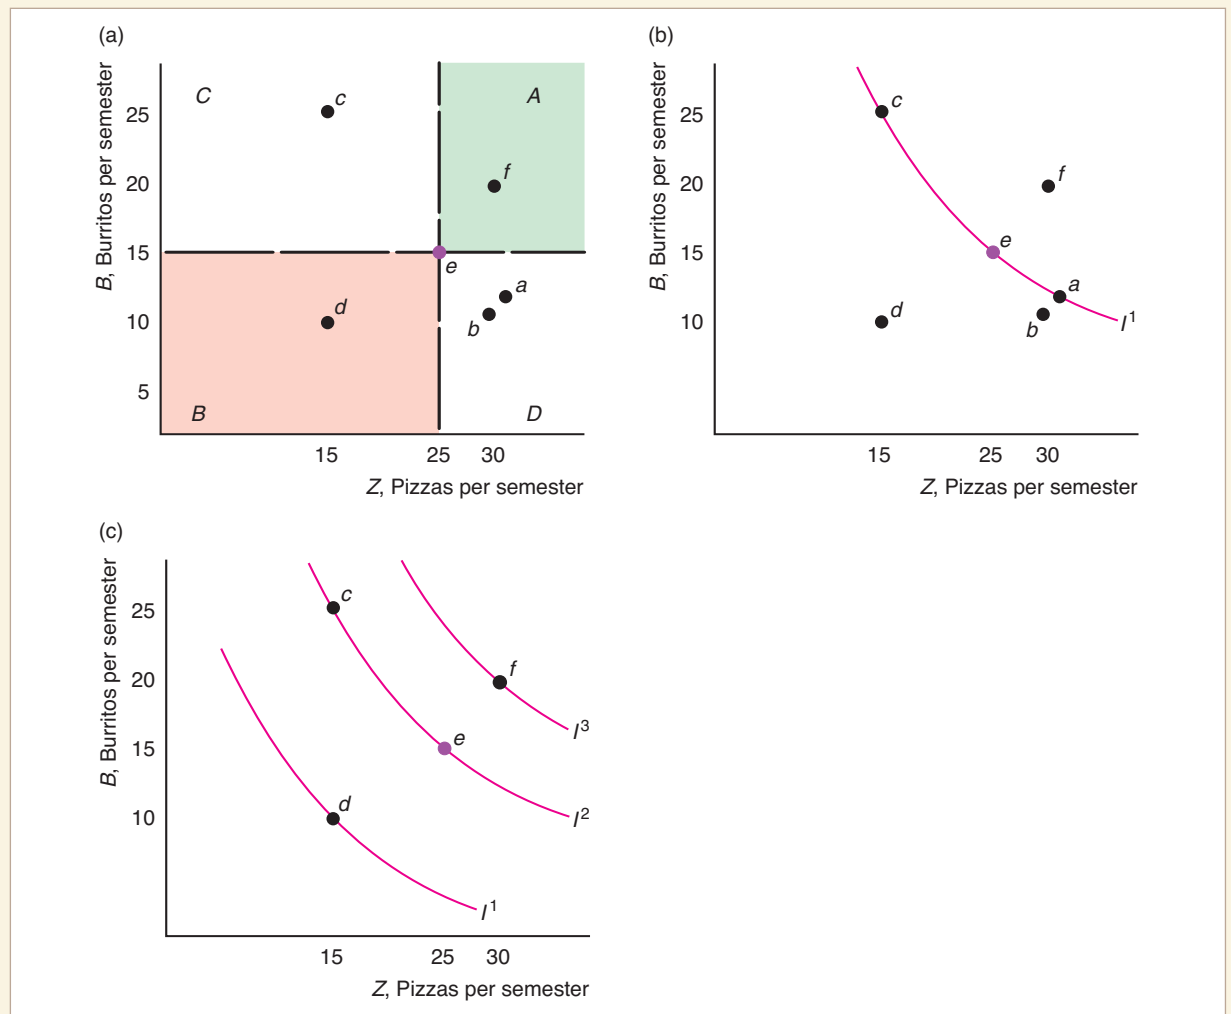 (a)
B, Burritos per semester
25
20
15
10
5
C
c
A
f
e
a
b
d
B
D
15 25 30
Z, Pizzas per semester
(b)
B, Burritos per semester
25
20
15
10
c
f
e
a
d
b
I1
15 25 30
Z, Pizzas per semester
(c)
B, Burritos per semester
25
20
15
10
c
f
I3
e
I2
d
I1
15 25 30
Z, Pizzas per semester